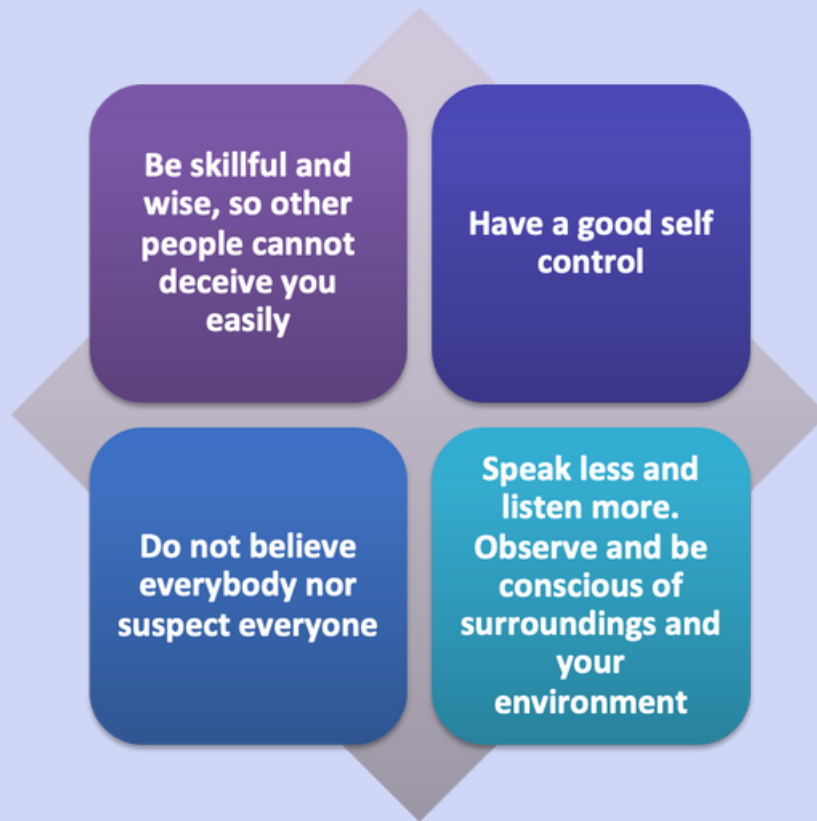 Be skillful and
wise, so other
people cannot
deceive you
easily
Have a good self
control
Do not believe
everybody nor
suspect everyone
Speak less and
listen more.
Observe and be
conscious of
surroundings and
your
environment